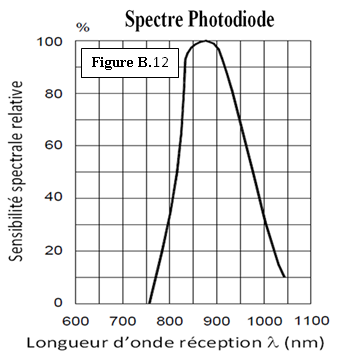 Spectre Photodiode
%
Figure B.12
100
80
60
40
20
0
Sensibilité spectrale relative
600 700 800 900 1000 1100
Longueur d'onde réception λ (nm)